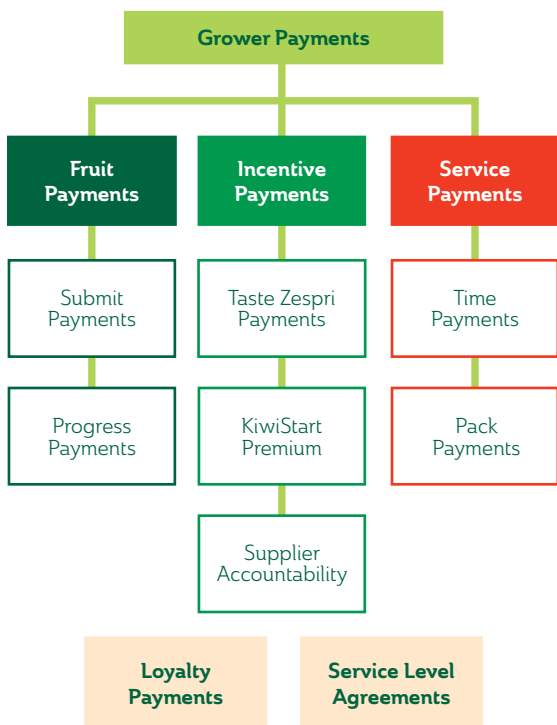 Grower Payments
Fruit
Payments
Incentive
Payments
Service
Payments
Submit
Payments
Taste Zespri
Payments
Time
Payments
Progress
Payments
KiwiStart
Premium
Pack
Payments
Supplier
Accountability
Loyalty
Payments
Service Level
Agreements